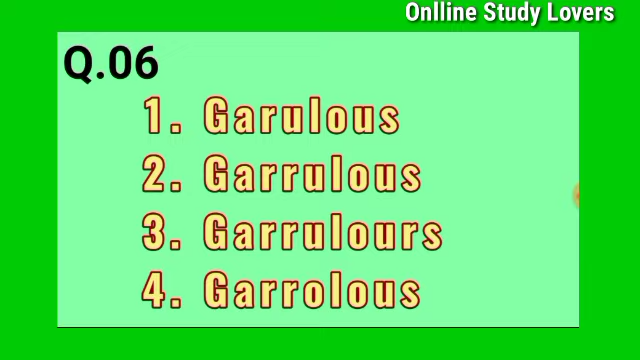 Onlline Study Lovers
Q.06
1. Garulous
2. Garrulous
3. Garrulours
4. Garrolous